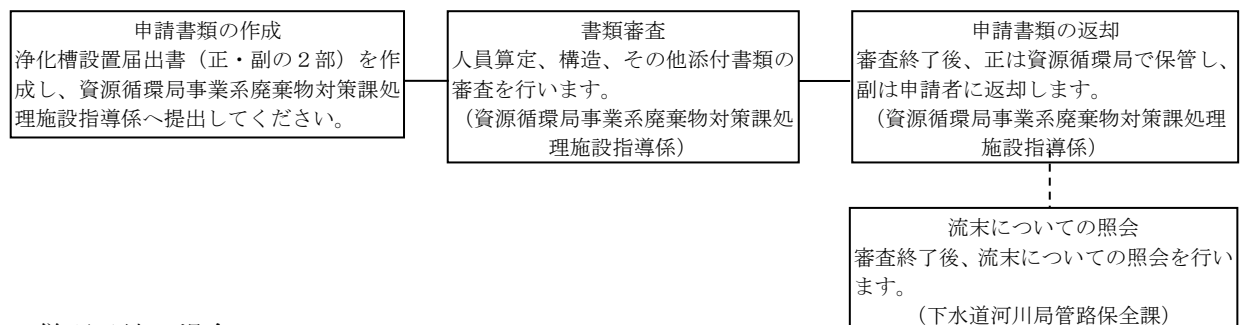 申請書類の作成
浄化槽設置届出書（正・副の２部）を作
成し、資源循環局事業系廃棄物対策課処
理施設指導係へ提出してください。
書類審査
人員算定、構造、その他添付書類の
審査を行います。
（資源循環局事業系廃棄物対策課処
理施設指導係）
申請書類の返却
審査終了後、正は資源循環局で保管し、
副は申請者に返却します。
（資源循環局事業系廃棄物対策課処理
施設指導係）
流末についての照会
審査終了後、流末についての照会を行い
ます。
（下水道河川局管路保全課）